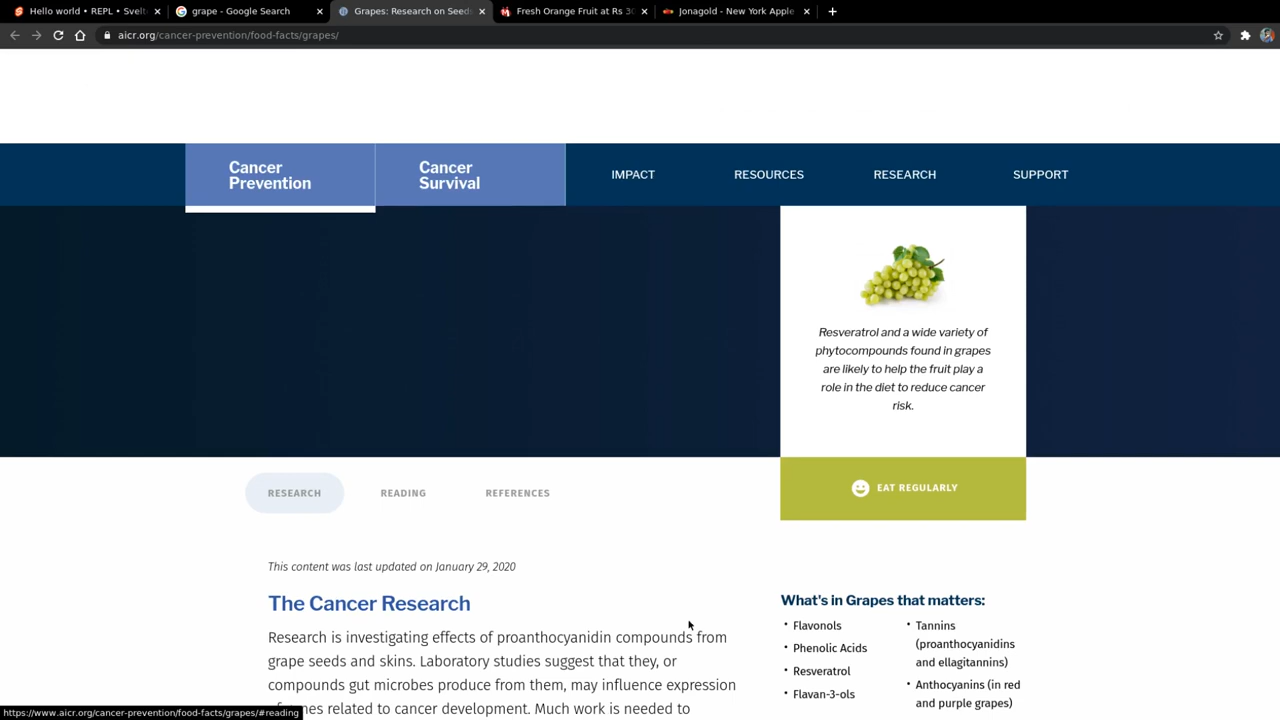 Hello world • REPL • Svelt
grape - Google Search
Grapes: Research on Seeds
Fresh Orange Fruit at Rs 30
Jonagold - New York Apple
aicr.org/cancer-prevention/food-facts/grapes/
Cancer
Prevention
Cancer
Survival
IMPACT
RESOURCES
RESEARCH
SUPPORT
Resveratrol and a wide variety of
phytocompounds found in grapes
are likely to help the fruit play a
role in the diet to reduce cancer
risk.
EAT REGULARLY
RESEARCH
READING
REFERENCES
This content was last updated on January 29, 2020
The Cancer Research
Research is investigating effects of proanthocyanidin compounds from
grape seeds and skins. Laboratory studies suggest that they, or
compounds gut microbes produce from them, may influence expression
related to cancer development. Much work is needed to
What's in Grapes that matters:
• Flavonols
• Phenolic Acids
• Resveratrol
• Flavan-3-ols
• Tannins
(proanthocyanidins
and ellagitannins)
• Anthocyanins (in red
and purple grapes)
https://www.aicr.org/cancer-prevention/food-facts/grapes/#reading